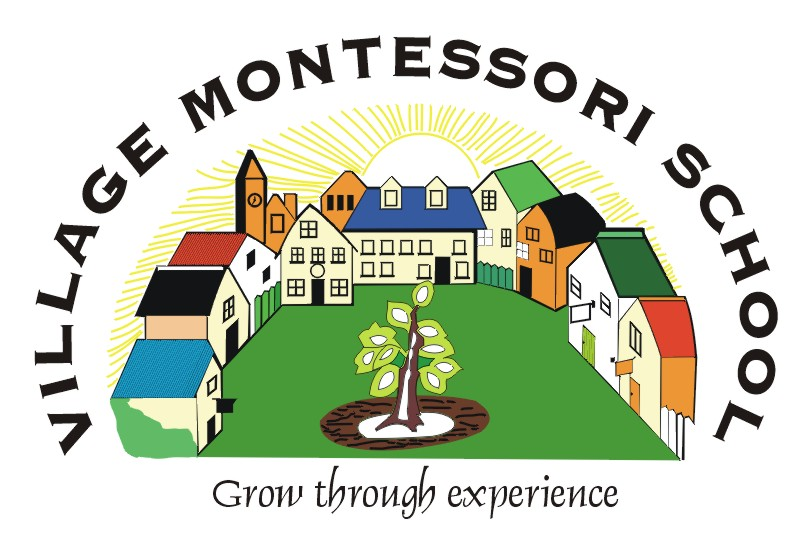 VILLAGE MONTESSORI SCHOOL
Grow through experience